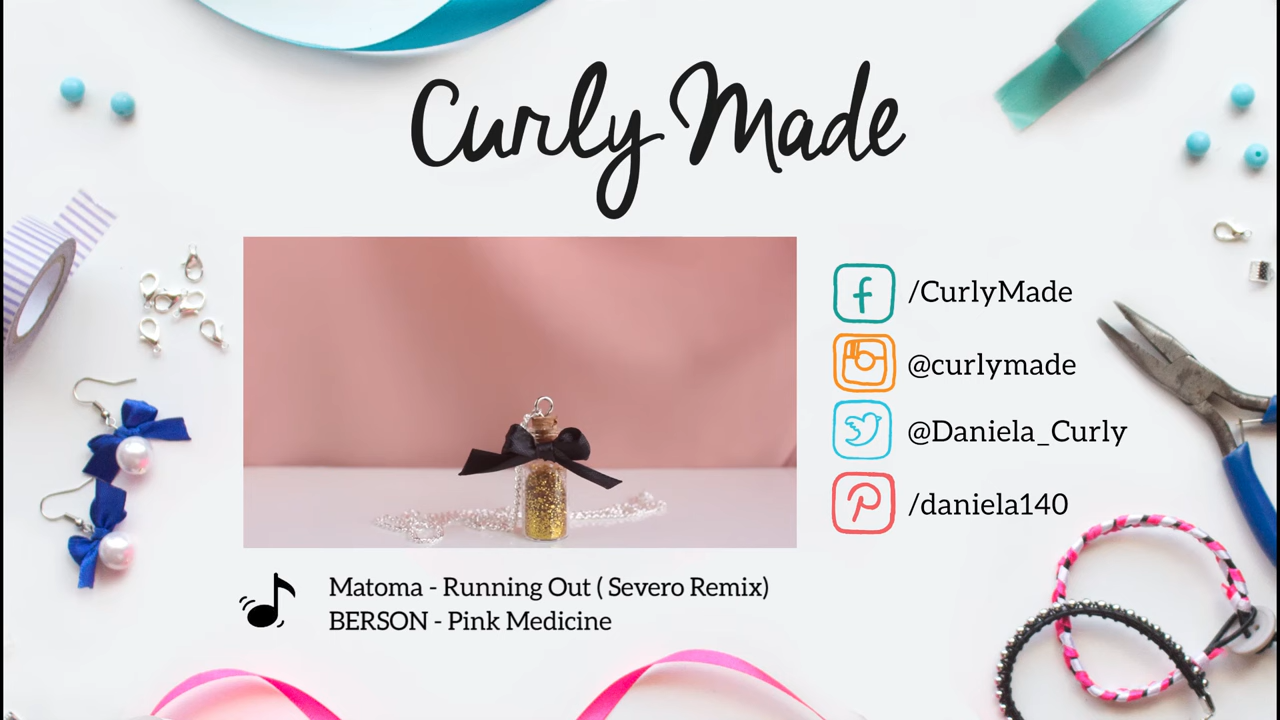 Curly Made
/CurlyMade
@curlymade
@Daniela_Curly
/daniela140
Matoma - Running Out ( Severo Remix)
BERSON - Pink Medicine